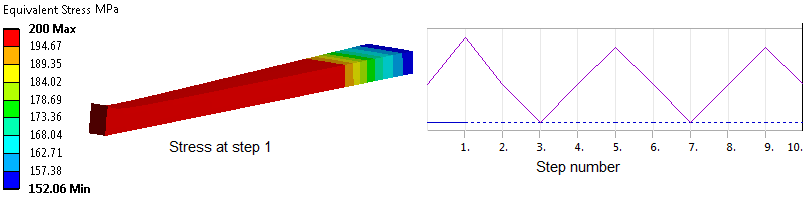 Equivalent Stress MPa
200 Max
194.67
189.35
184.02
178.69
173.36
168.04
162.71
157.38
152.06 Min
Stress at step 1
1. 2. 3. 4. 5. 6. 7. 8. 9. 10.
Step number